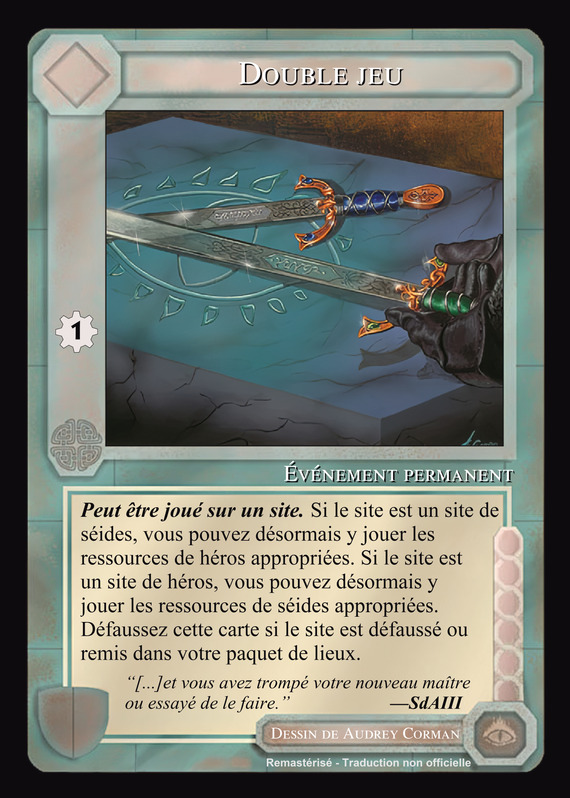 Double jeu
1
Événement permanent
Peut être joué sur un site. Si le site est un site de
séides, vous pouvez désormais y jouer les
ressources de héros appropriées. Si le site est
un site de héros, vous pouvez désormais y
jouer les ressources de séides appropriées.
Défaussez cette carte si le site est défaussé ou
remis dans votre paquet de lieux.
“[...]et vous avez trompé votre nouveau maître
ou essayé de le faire.” —SdAIII
Dessin de Audrey Corman
Remastérisé - Traduction non officielle